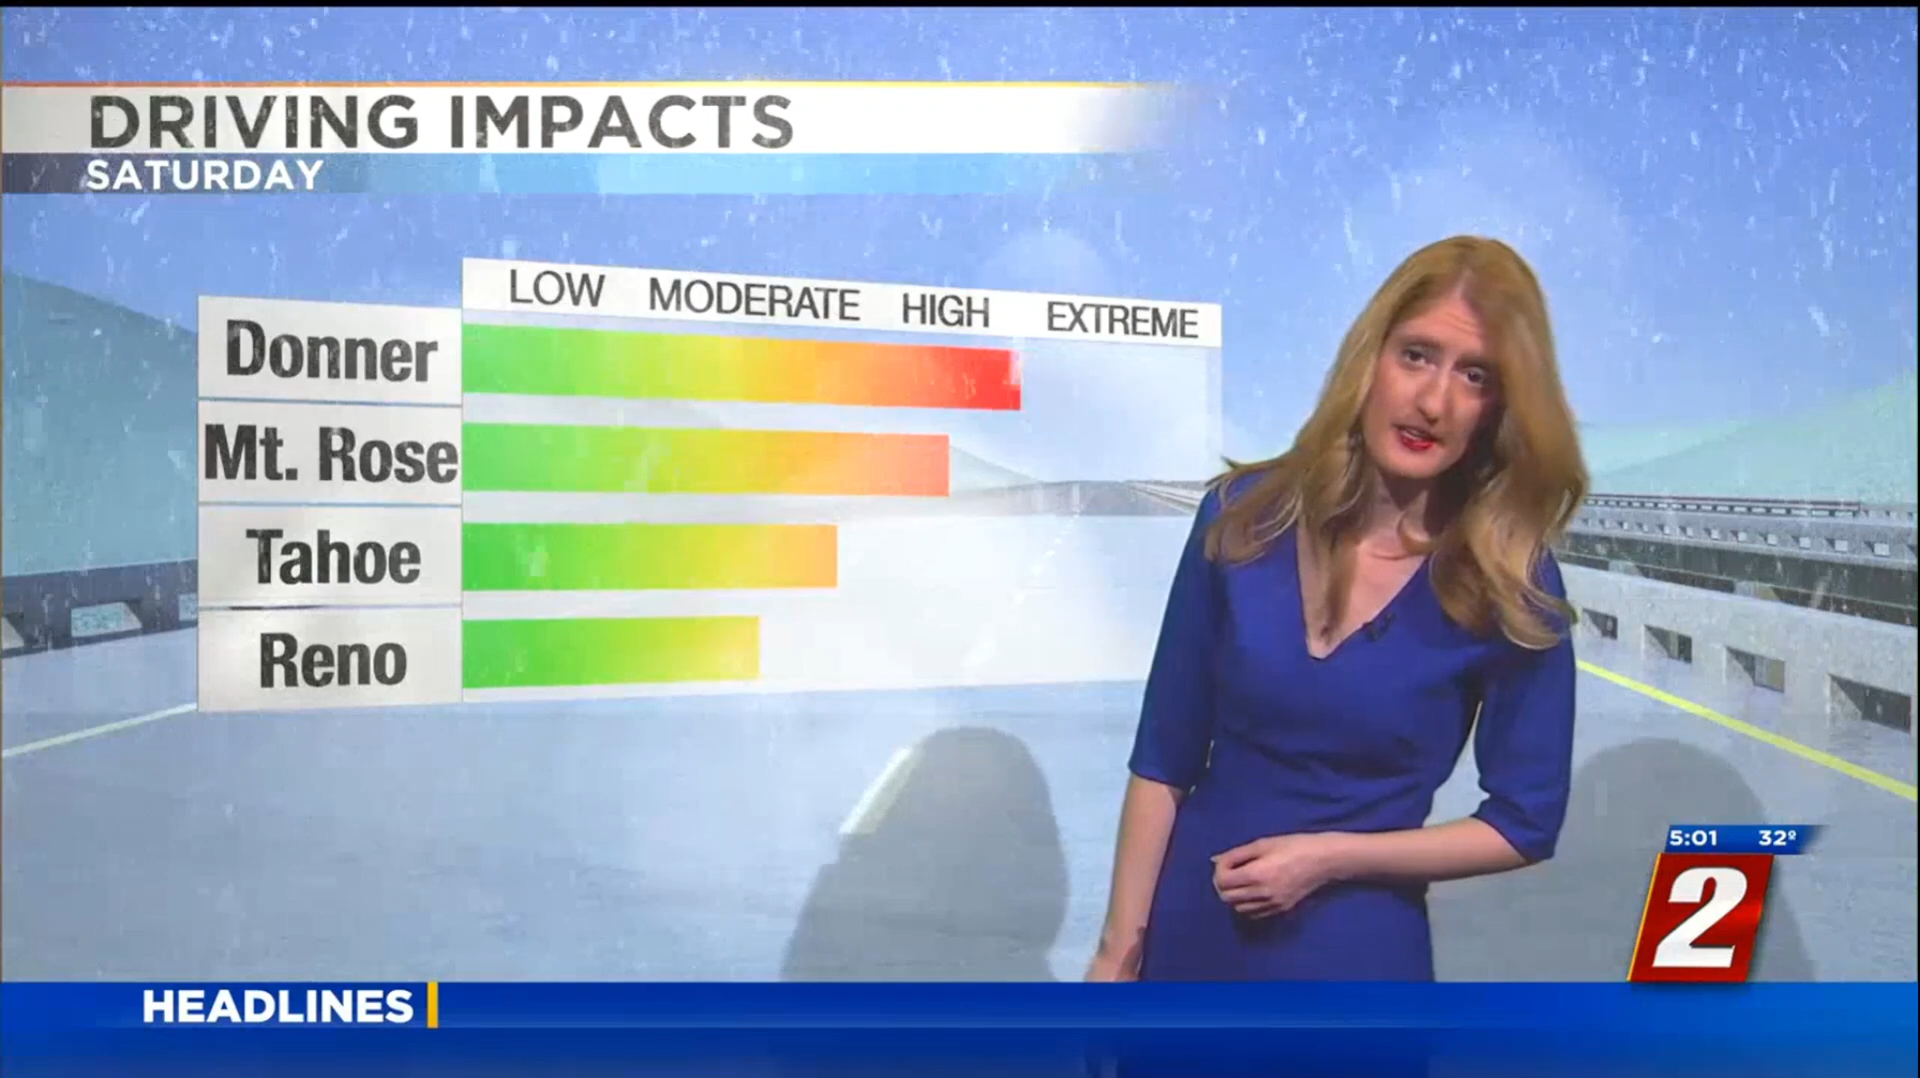 DRIVING IMPACTS
SATURDAY
LOW MODERATE HIGH EXTREME
Donner
Mt. Rose
Tahoe
Reno
5:01 32º
2
HEADLINES